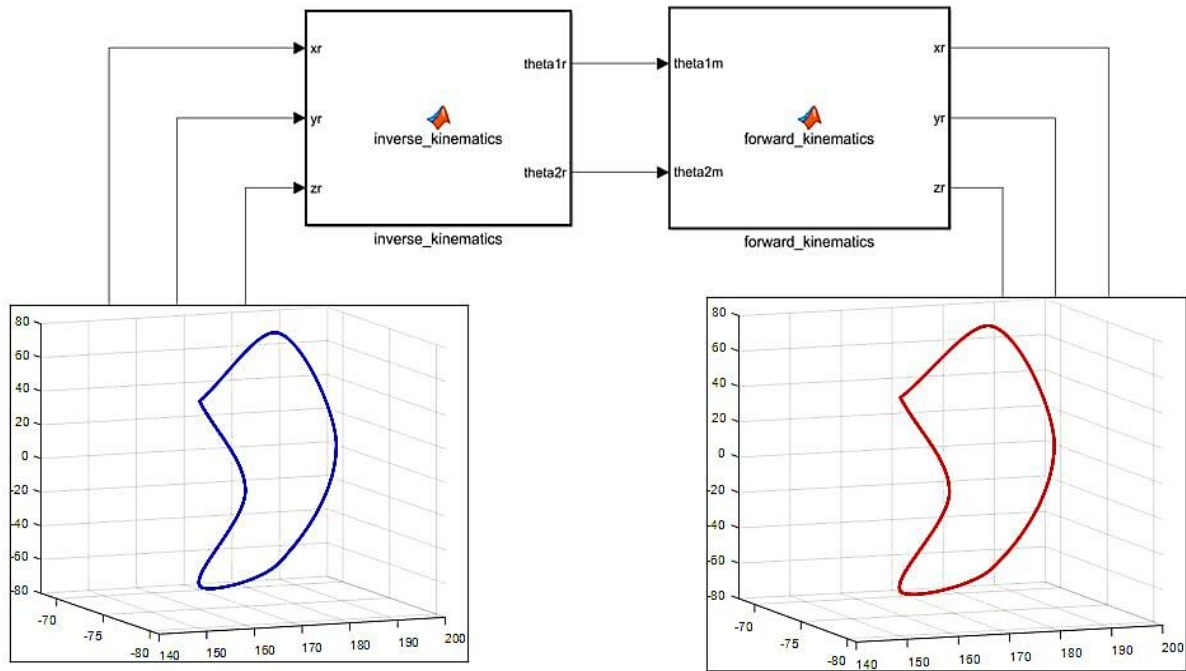 xr
theta1r
theta1m
xr
yr
inverse_kinematics
forward_kinematics
yr
zr
theta2r
theta2m
zr
inverse_kinematics
forward_kinematics
80
60
40
20
0
-20
-40
-60
-80
-70
-75
-80
140
150
160
170
180
190
200
80
60
40
20
0
-20
-40
-60
-80
-70
-75
-80
140
150
160
170
180
190
200